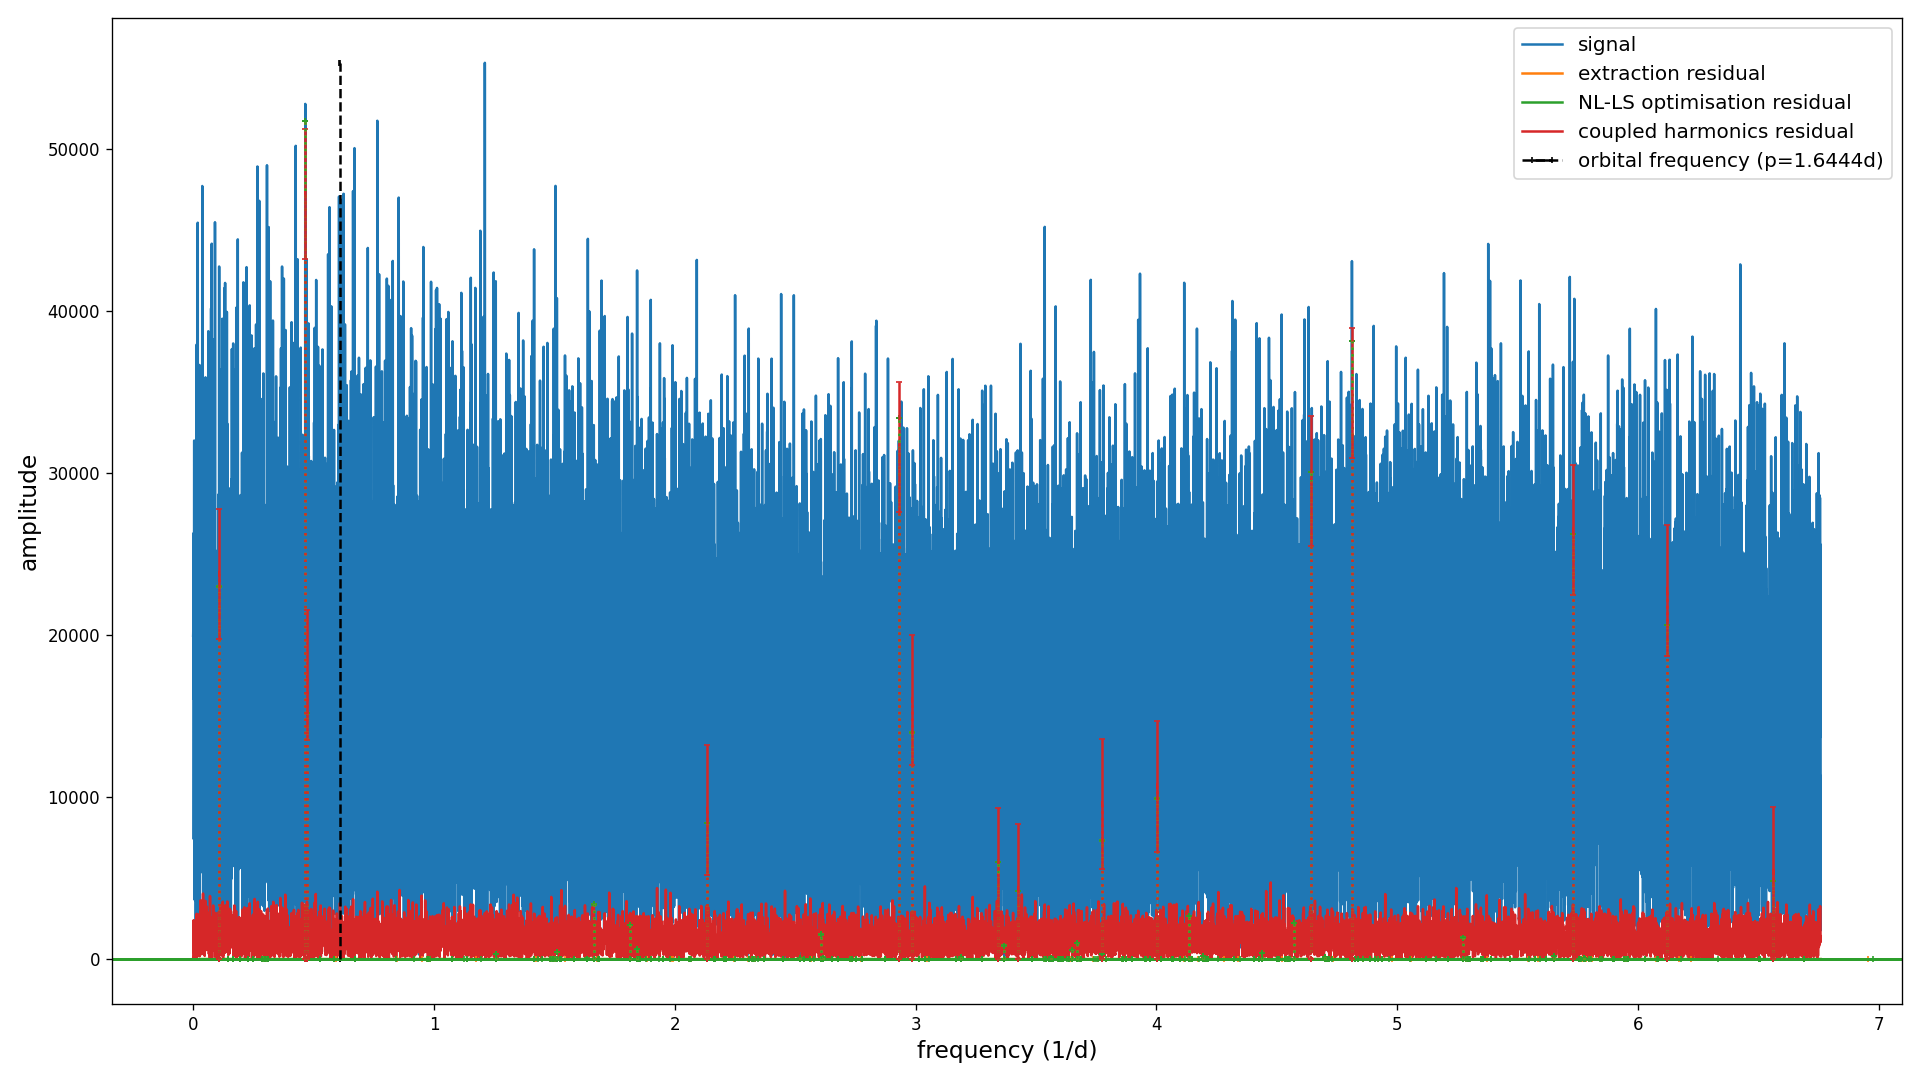 signal
extraction residual
NL-LS optimisation residual
coupled harmonics residual
orbital frequency (p=1.6444d)
amplitude
50000
40000
30000
20000
10000
0
0 1 2 3 4 5 6 7
frequency (1/d)